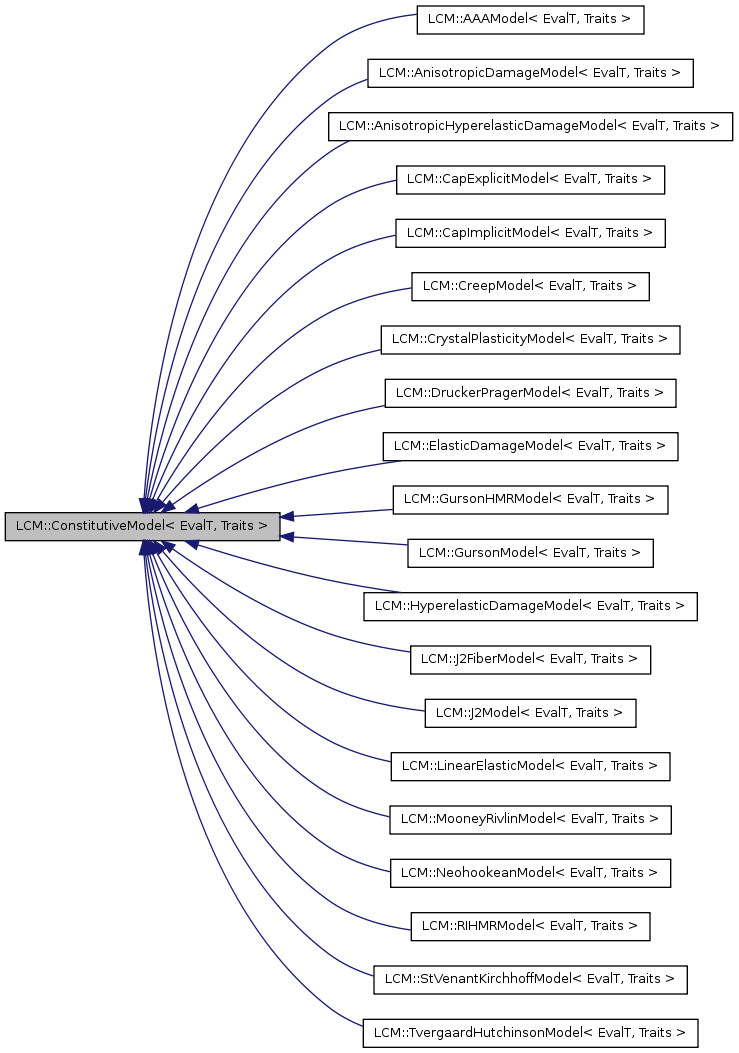 LCM::AAAModel< EvalT, Traits >
LCM::AnisotropicDamageModel< EvalT, Traits >
LCM::AnisotropicHyperelasticDamageModel< EvalT, Traits >
LCM::CapExplicitModel< EvalT, Traits >
LCM::CapImplicitModel< EvalT, Traits >
LCM::CreepModel< EvalT, Traits >
LCM::CrystalPlasticityModel< EvalT, Traits >
LCM::DruckerPragerModel< EvalT, Traits >
LCM::ElasticDamageModel< EvalT, Traits >
LCM::GursonHMRModel< EvalT, Traits >
LCM::ConstitutiveModel< EvalT, Traits >
LCM::GursonModel< EvalT, Traits >
LCM::HyperelasticDamageModel< EvalT, Traits >
LCM::J2FiberModel< EvalT, Traits >
LCM::J2Model< EvalT, Traits >
LCM::LinearElasticModel< EvalT, Traits >
LCM::MooneyRivlinModel< EvalT, Traits >
LCM::NeohookeanModel< EvalT, Traits >
LCM::RIHMRModel< EvalT, Traits >
LCM::StVenantKirchhoffModel< EvalT, Traits >
LCM::TvergaardHutchinsonModel< EvalT, Traits >